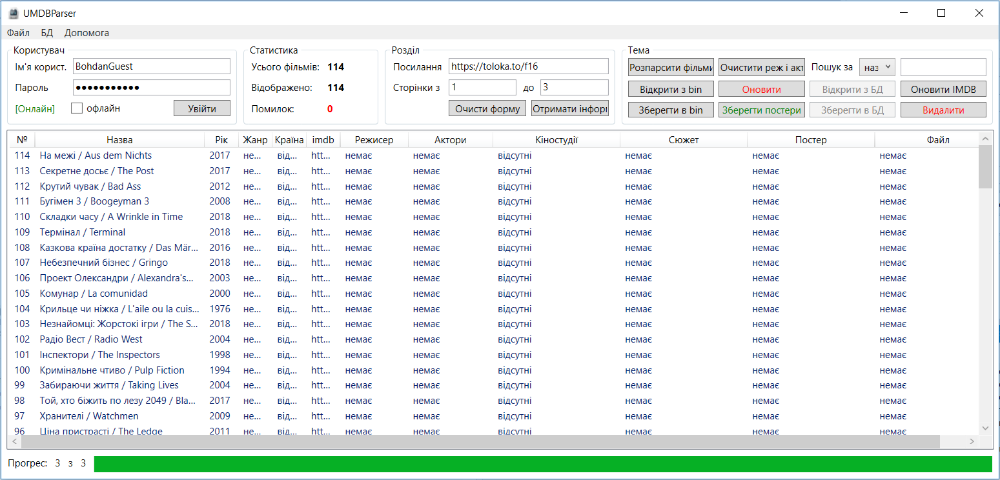 UMDBParser
Файл БД Допомога
Користувач Статистика Розділ Тема
Ім'я корист. BohdanGuest Усього фільмів: 114 Посилання https://toloka.to/f16 Розпарсити фільми Очистити реж і акт Пошук за наз
Пароль ●●●●●●●●●●● Відображено: 114 Сторінки з 1 до 3 Відкрити з bin Оновити Відкрити з БД Оновити IMDB
[Онлайн] офлайн Увійти Помилок: 0 Очисти форму Отримати інфорі Зберегти в bin Зберегти постери Зберегти в БД Видалити
№ Назва Рік Жанр Країна imdb Режисер Актори Кіностудії Сюжет Постер Файл
114 На межі / Aus dem Nichts 2017 не... від... htt... немає немає відсутні немає немає немає
113 Секретне досьє / The Post 2017 не... від... htt... немає немає відсутні немає немає немає
112 Крутий чувак / Bad Ass 2012 не... від... htt... немає немає відсутні немає немає немає
111 Бугімен 3 / Boogeyman 3 2008 не... від... htt... немає немає відсутні немає немає немає
110 Складки часу / A Wrinkle in Time 2018 не... від... htt... немає немає відсутні немає немає немає
109 Термінал / Terminal 2018 не... від... htt... немає немає відсутні немає немає немає
108 Казкова країна достатку / Das Mär... 2016 не... від... htt... немає немає відсутні немає немає немає
107 Небезпечний бізнес / Gringo 2018 не... від... htt... немає немає відсутні немає немає немає
106 Проект Олександри / Alexandra's... 2003 не... від... htt... немає немає відсутні немає немає немає
105 Комунар / La comunidad 2000 не... від... htt... немає немає відсутні немає немає немає
104 Крильце чи ніжка / L'aile ou la cuis... 1976 не... від... htt... немає немає відсутні немає немає немає
103 Незнайомці: Жорстокі ігри / The S... 2018 не... від... htt... немає немає відсутні немає немає немає
102 Радіо Вест / Radio West 2004 не... від... htt... немає немає відсутні немає немає немає
101 Інспектори / The Inspectors 1998 не... від... htt... немає немає відсутні немає немає немає
100 Кримінальне чтиво / Pulp Fiction 1994 не... від... htt... немає немає відсутні немає немає немає
99 Забираючи життя / Taking Lives 2004 не... від... htt... немає немає відсутні немає немає немає
98 Той, хто біжить по лезу 2049 / Bla... 2017 не... від... htt... немає немає відсутні немає немає немає
97 Хранителі / Watchmen 2009 не... від... htt... немає немає відсутні немає немає немає
96 Ціна пристрасті / The Ledge 2011 не... від... htt... немає немає відсутні немає немає немає
Прогрес: 3 з 3